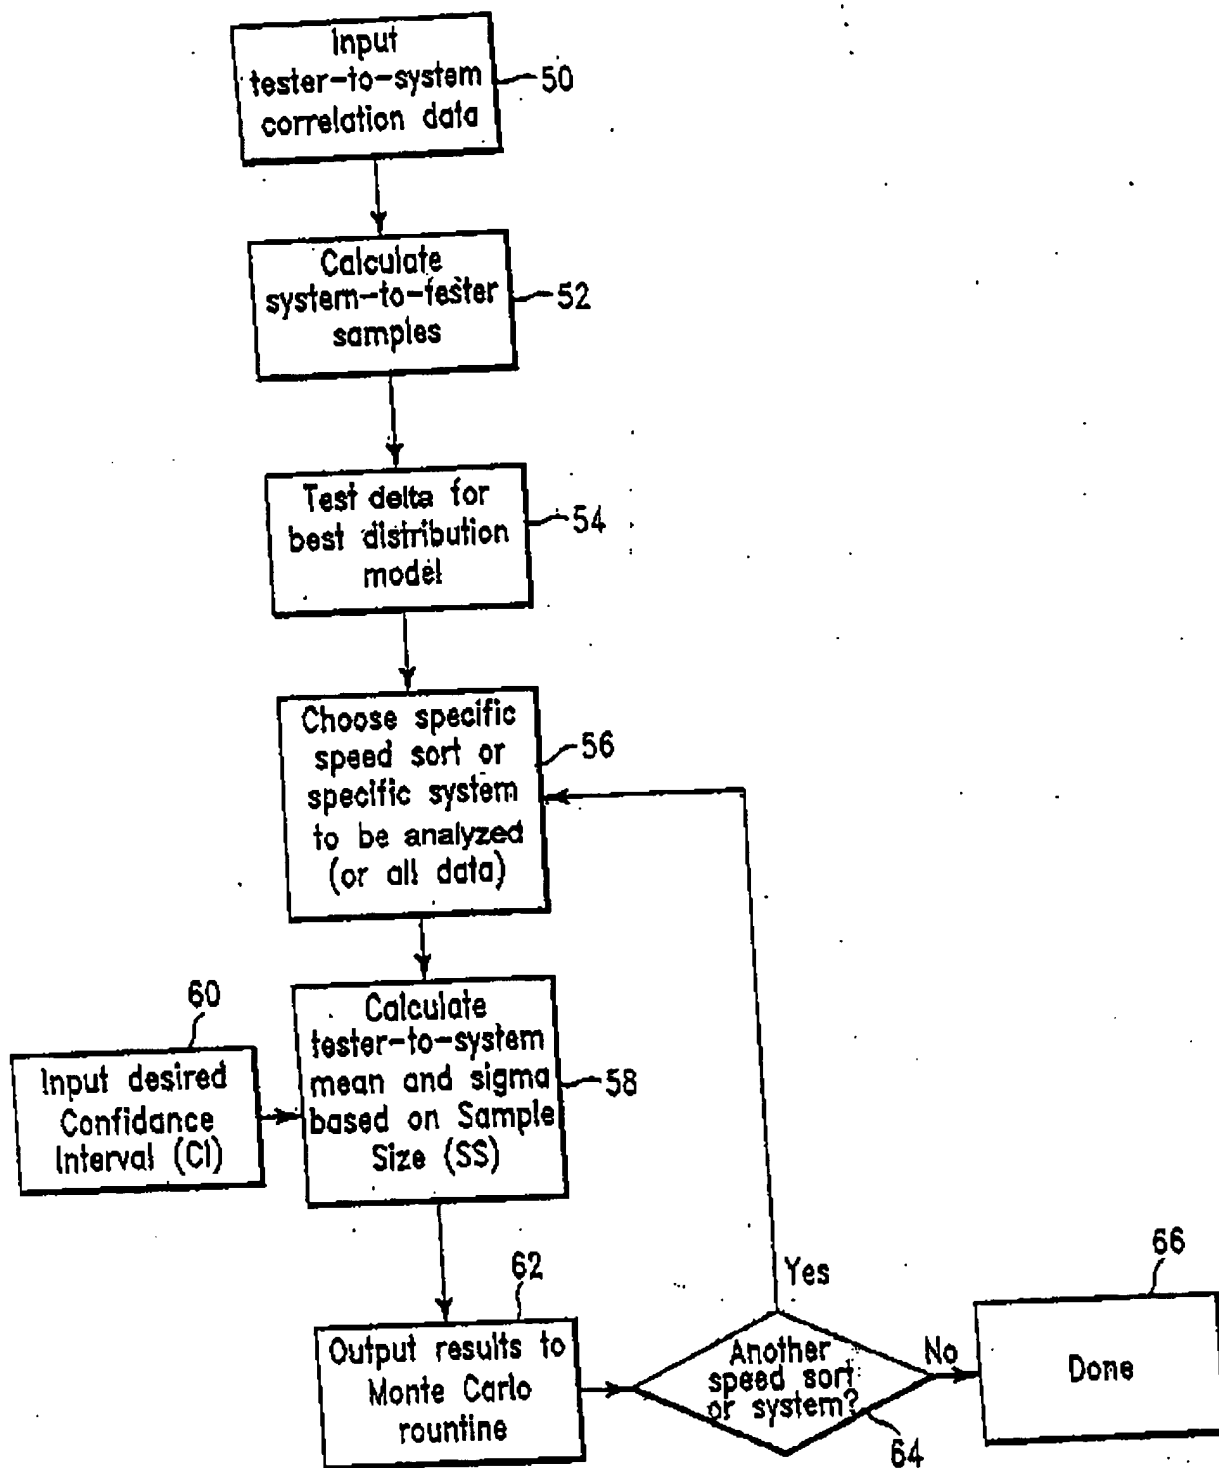 Input
tester-to-system
correlation data
50
Calculate
system-to-tester
samples
52
Test delta for
best distribution
model
54
Choose specific
speed sort or
specific system
to be analyzed
(or all data)
56
60
Input desired
Confidance
Interval (CI)
Calculate
tester-to-system
mean and sigma
based on Sample
Size (SS)
58
62
Output results to
Monte Carlo
rountine
Yes
Another
speed sort
or system?
64
No
66
Done